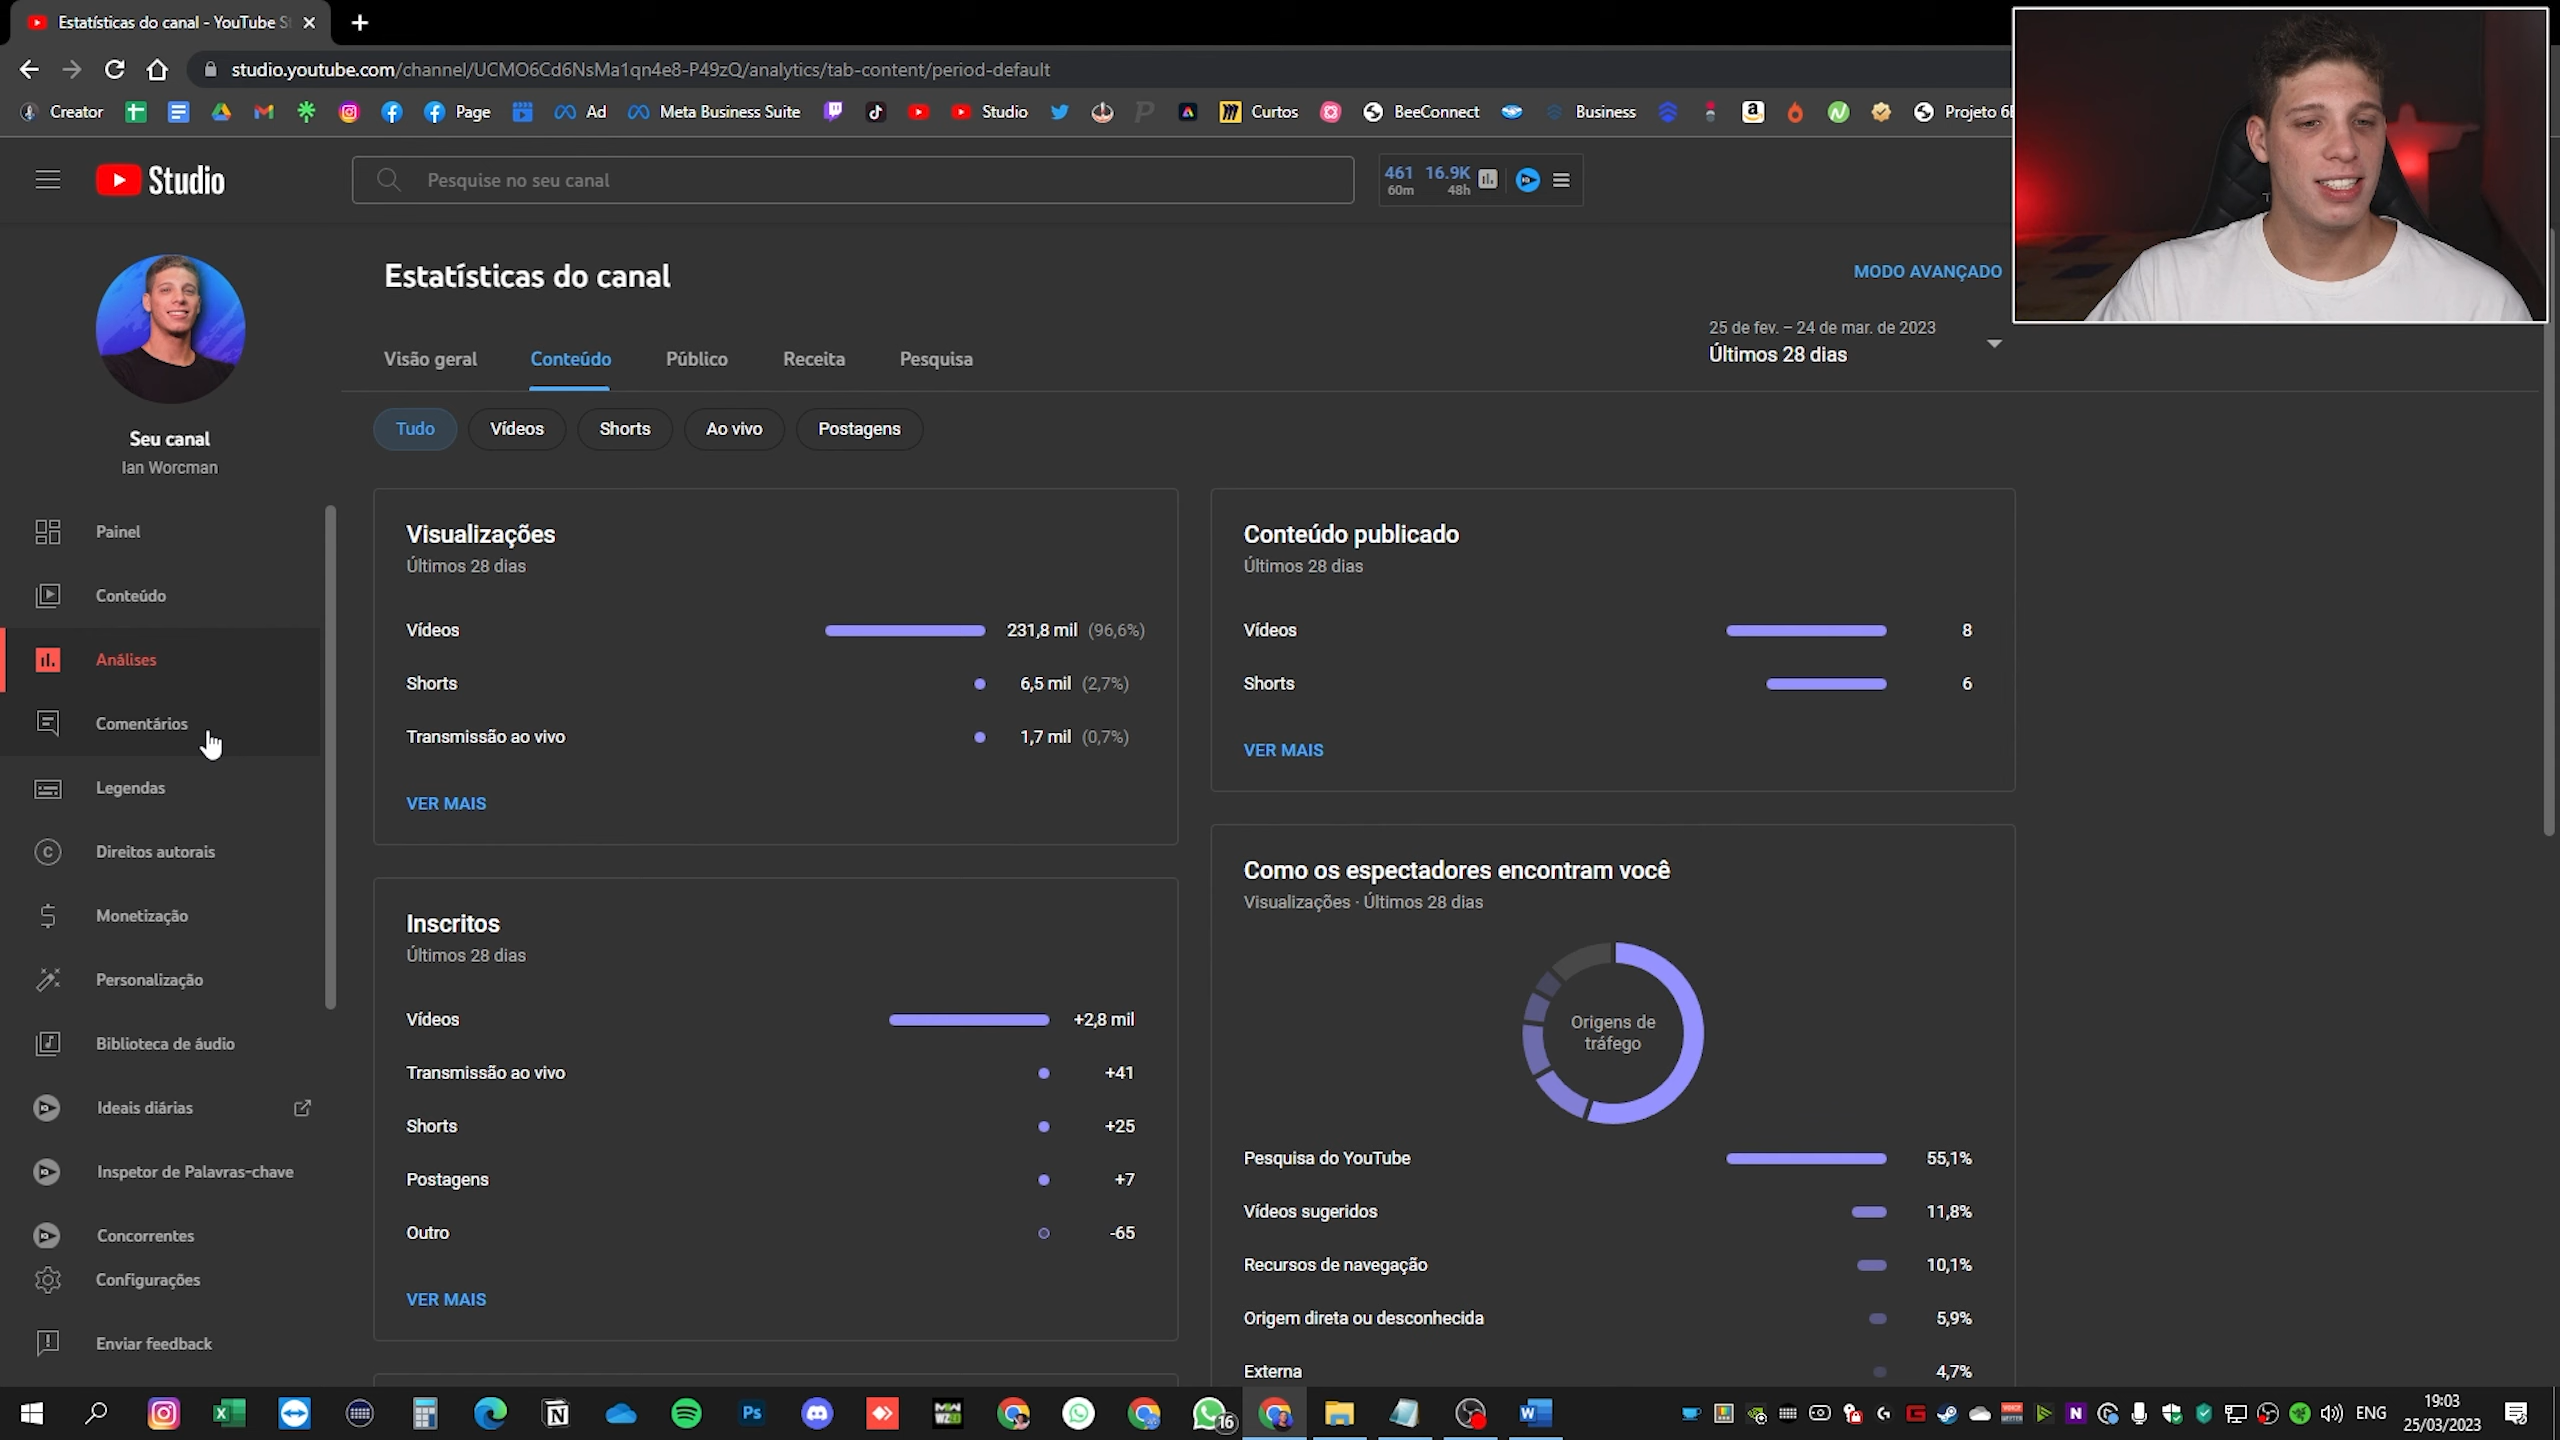 Estatísticas do canal - YouTube S
studio.youtube.com/channel/UCMO6Cd6NsMa1qn4e8-P49zQ/analytics/tab-content/period-default
Creator Page Ad Meta Business Suite Studio Curtos BeeConnect Business Projeto 6
Studio
Pesquise no seu canal
461 16.9K
60m 48h
Seu canal
Ian Worcman
Painel
Conteúdo
Análises
Comentários
Legendas
Direitos autorais
Monetização
Personalização
Biblioteca de áudio
Ideais diárias
Inspetor de Palavras-chave
Concorrentes
Configurações
Enviar feedback
Estatísticas do canal
MODO AVANÇADO
25 de fev. – 24 de mar. de 2023
Últimos 28 dias
Visão geral Conteúdo Público Receita Pesquisa
Tudo Vídeos Shorts Ao vivo Postagens
Visualizações
Últimos 28 dias
Vídeos 231,8 mil (96,6%)
Shorts 6,5 mil (2,7%)
Transmissão ao vivo 1,7 mil (0,7%)
VER MAIS
Inscritos
Últimos 28 dias
Vídeos +2,8 mil
Transmissão ao vivo +41
Shorts +25
Postagens +7
Outro -65
VER MAIS
Conteúdo publicado
Últimos 28 dias
Vídeos 8
Shorts 6
VER MAIS
Como os espectadores encontram você
Visualizações · Últimos 28 dias
Origens de
tráfego
Pesquisa do YouTube 55,1%
Vídeos sugeridos 11,8%
Recursos de navegação 10,1%
Origem direta ou desconhecida 5,9%
Externa 4,7%
Ps 16 ENG
19:03
25/03/2023